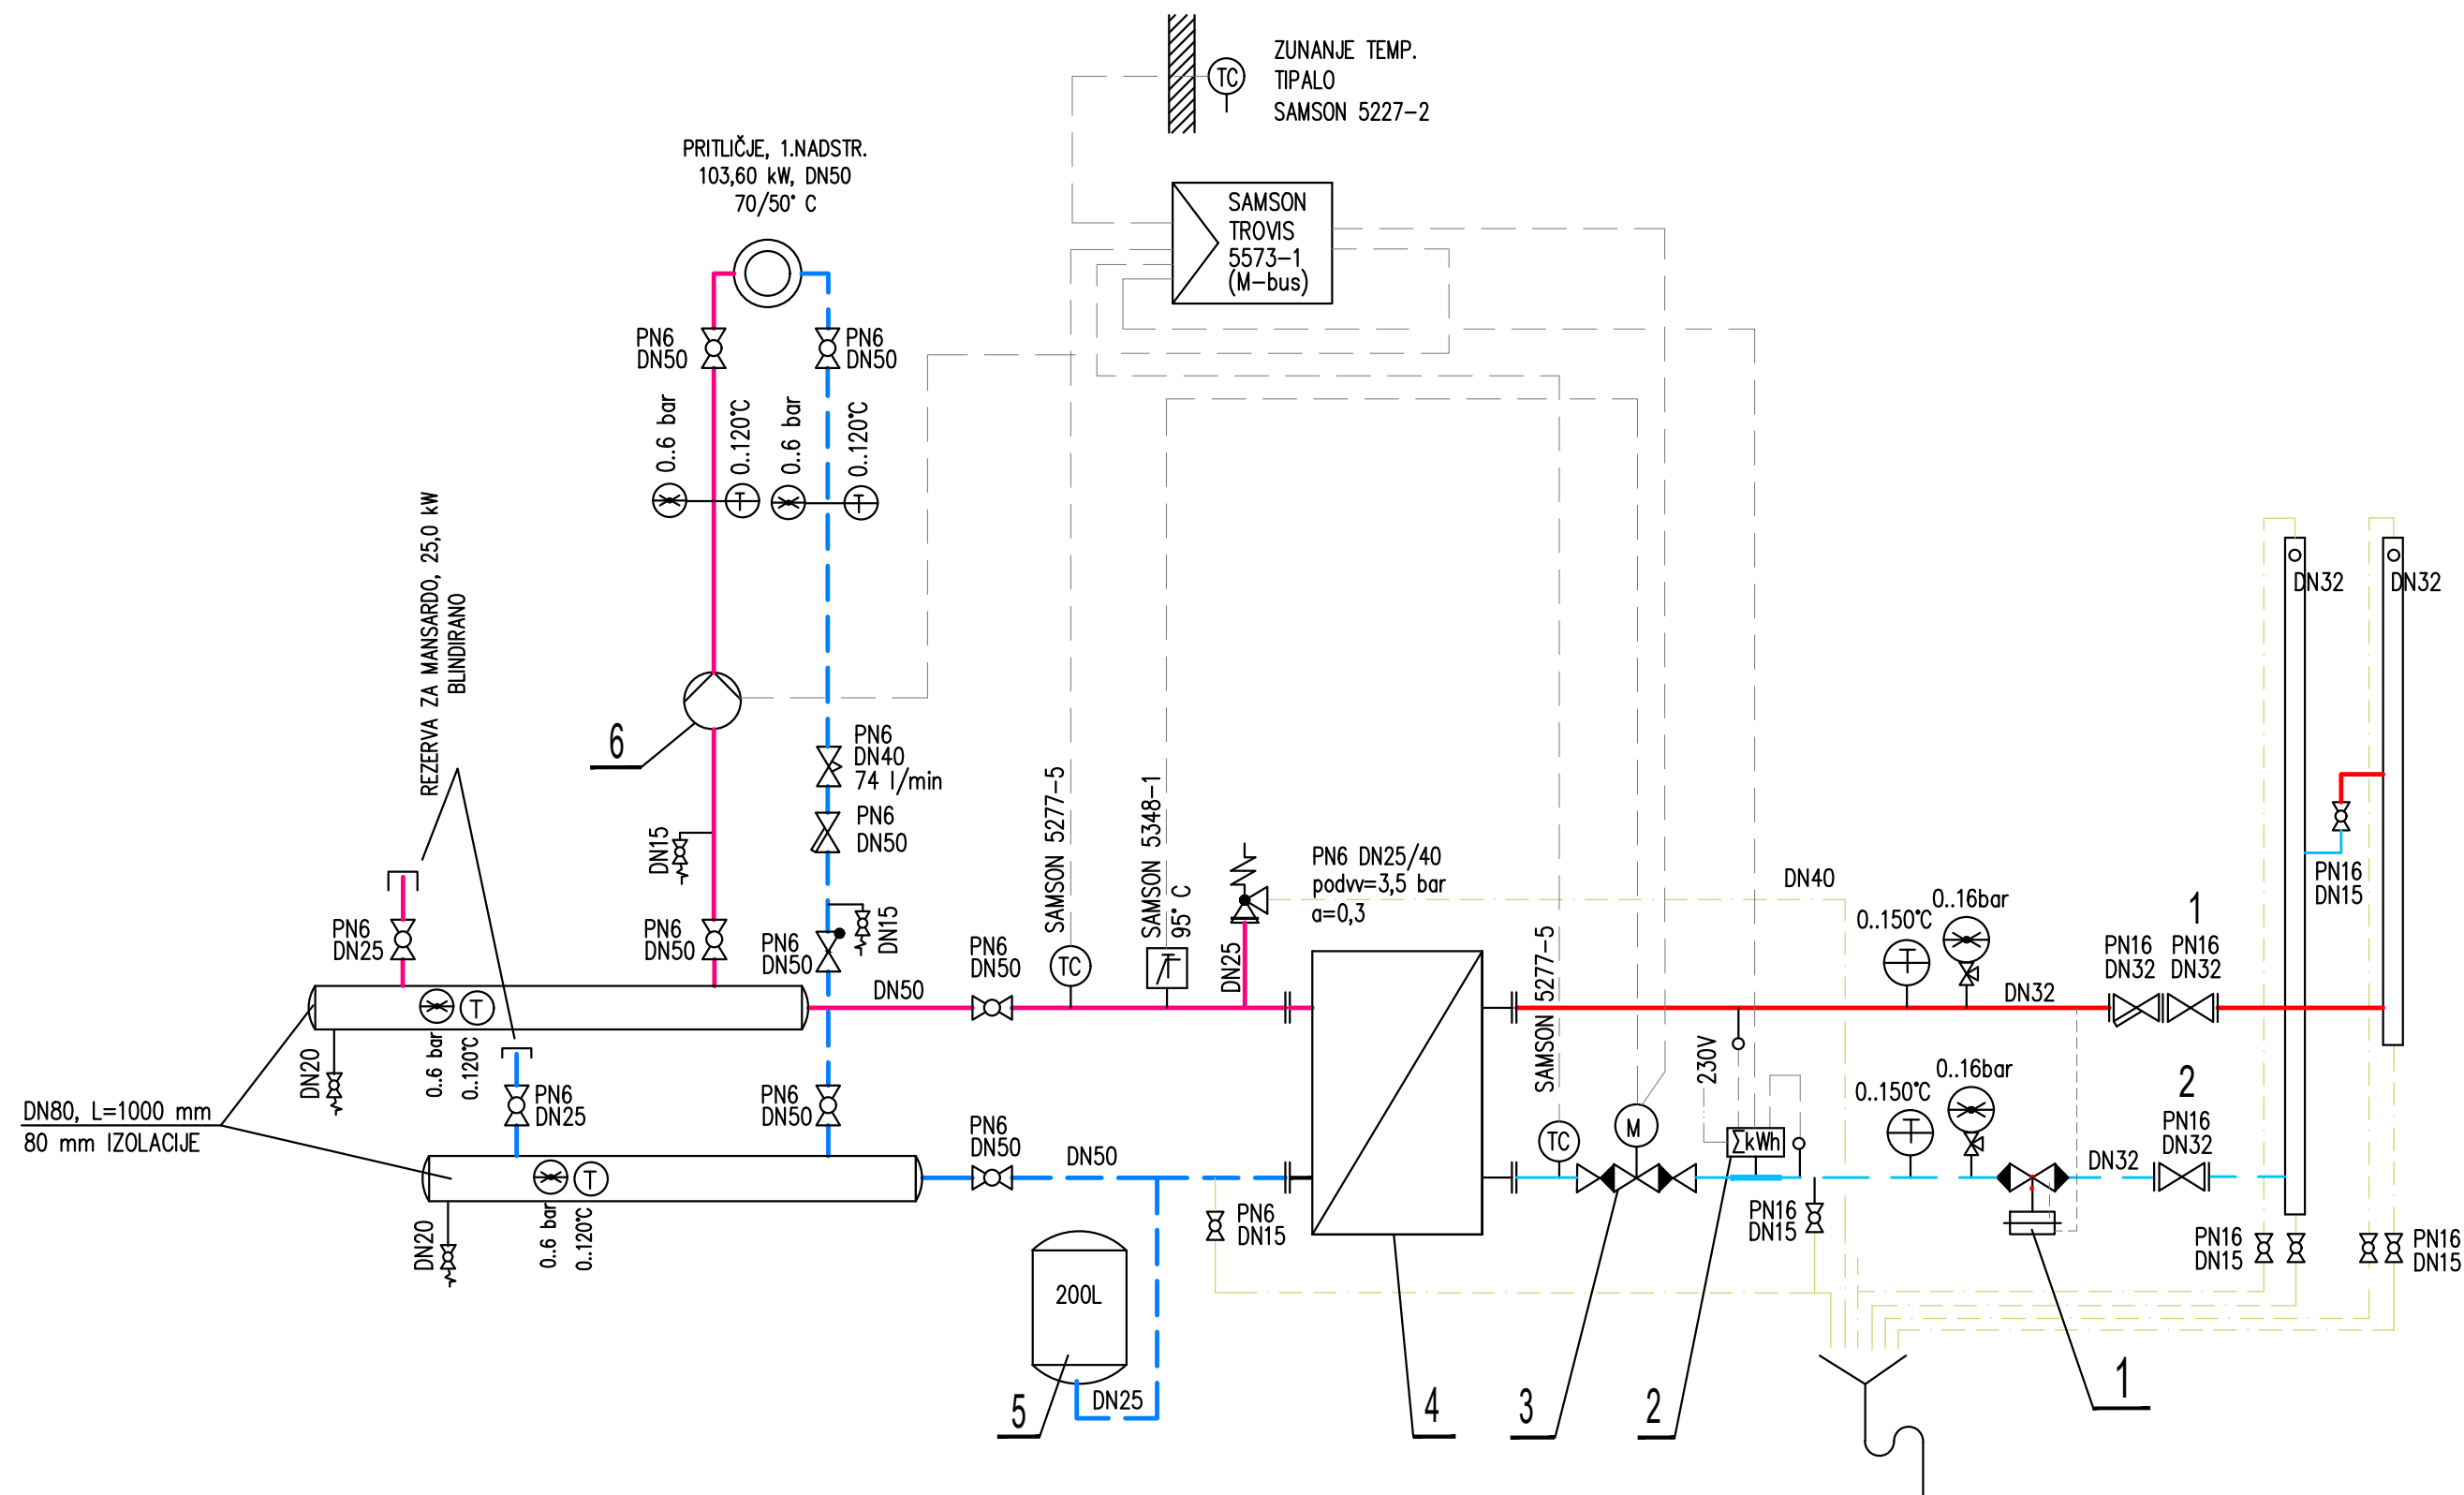 ZUNANJE TEMP.
TIPALO
SAMSON 5227-2
TC
PRITLIČJE, 1.NADSTR.
103,60 kW, DN50
70/50° C
SAMSON
TROVIS
5573-1
(M-bus)
PN6
DN50
PN6
DN50
0..6 bar
0..120°C
0..6 bar
0..120°C
T
T
REZERVA ZA MANSARDO, 25,0 kW
BLINDIRANO
6
PN6
DN40
74 l/min
PN6
DN50
DN15
DN15
PN6
DN25
PN6
DN50
PN6
DN50
DN50
PN6
DN50
SAMSON 5277-5
TC
SAMSON 5348-1
95° C
T
DN25
PN6 DN25/40
podvv=3,5 bar
a=0,3
DN40
SAMSON 5277-5
TC
M
230V
ΣkWh
0..150°C
T
0..16bar
DN32
1
PN16
DN32
PN16
DN32
DN32
DN32
PN16
DN15
T
0..6 bar
0..120°C
DN20
PN6
DN25
PN6
DN50
DN80, L=1000 mm
80 mm IZOLACIJE
T
0..6 bar
0..120°C
DN20
PN6
DN50
DN50
PN6
DN15
200L
DN25
PN16
DN15
0..150°C
T
0..16bar
DN32
2
PN16
DN32
PN16
DN15
PN16
DN15
5
4
3
2
1